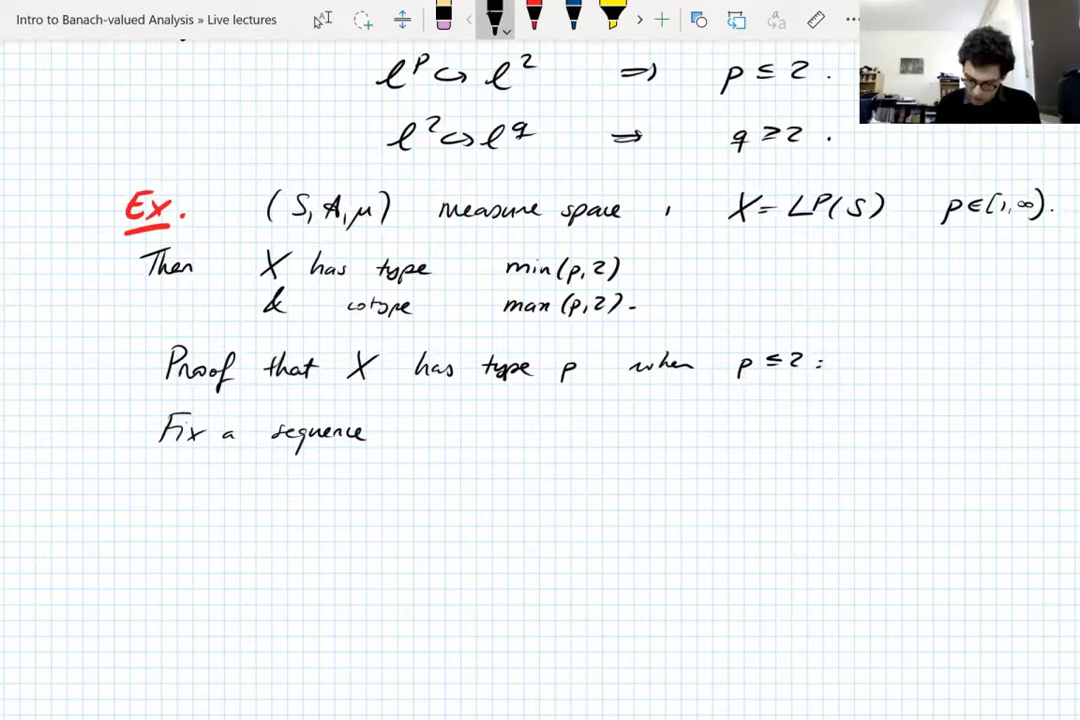 Intro to Banach-valued Analysis » Live lectures
ℓ^p ↪ ℓ^2 ⟹ p ≤ 2.
ℓ^2 ↪ ℓ^q ⟹ q ≥ 2.
Ex. (S, A, μ) measure space, X = L^p(S) p ∈ [1, ∞).
Then X has type min(p,2)
& cotype max(p,2).
Proof that X has type p when p ≤ 2:
Fix a sequence